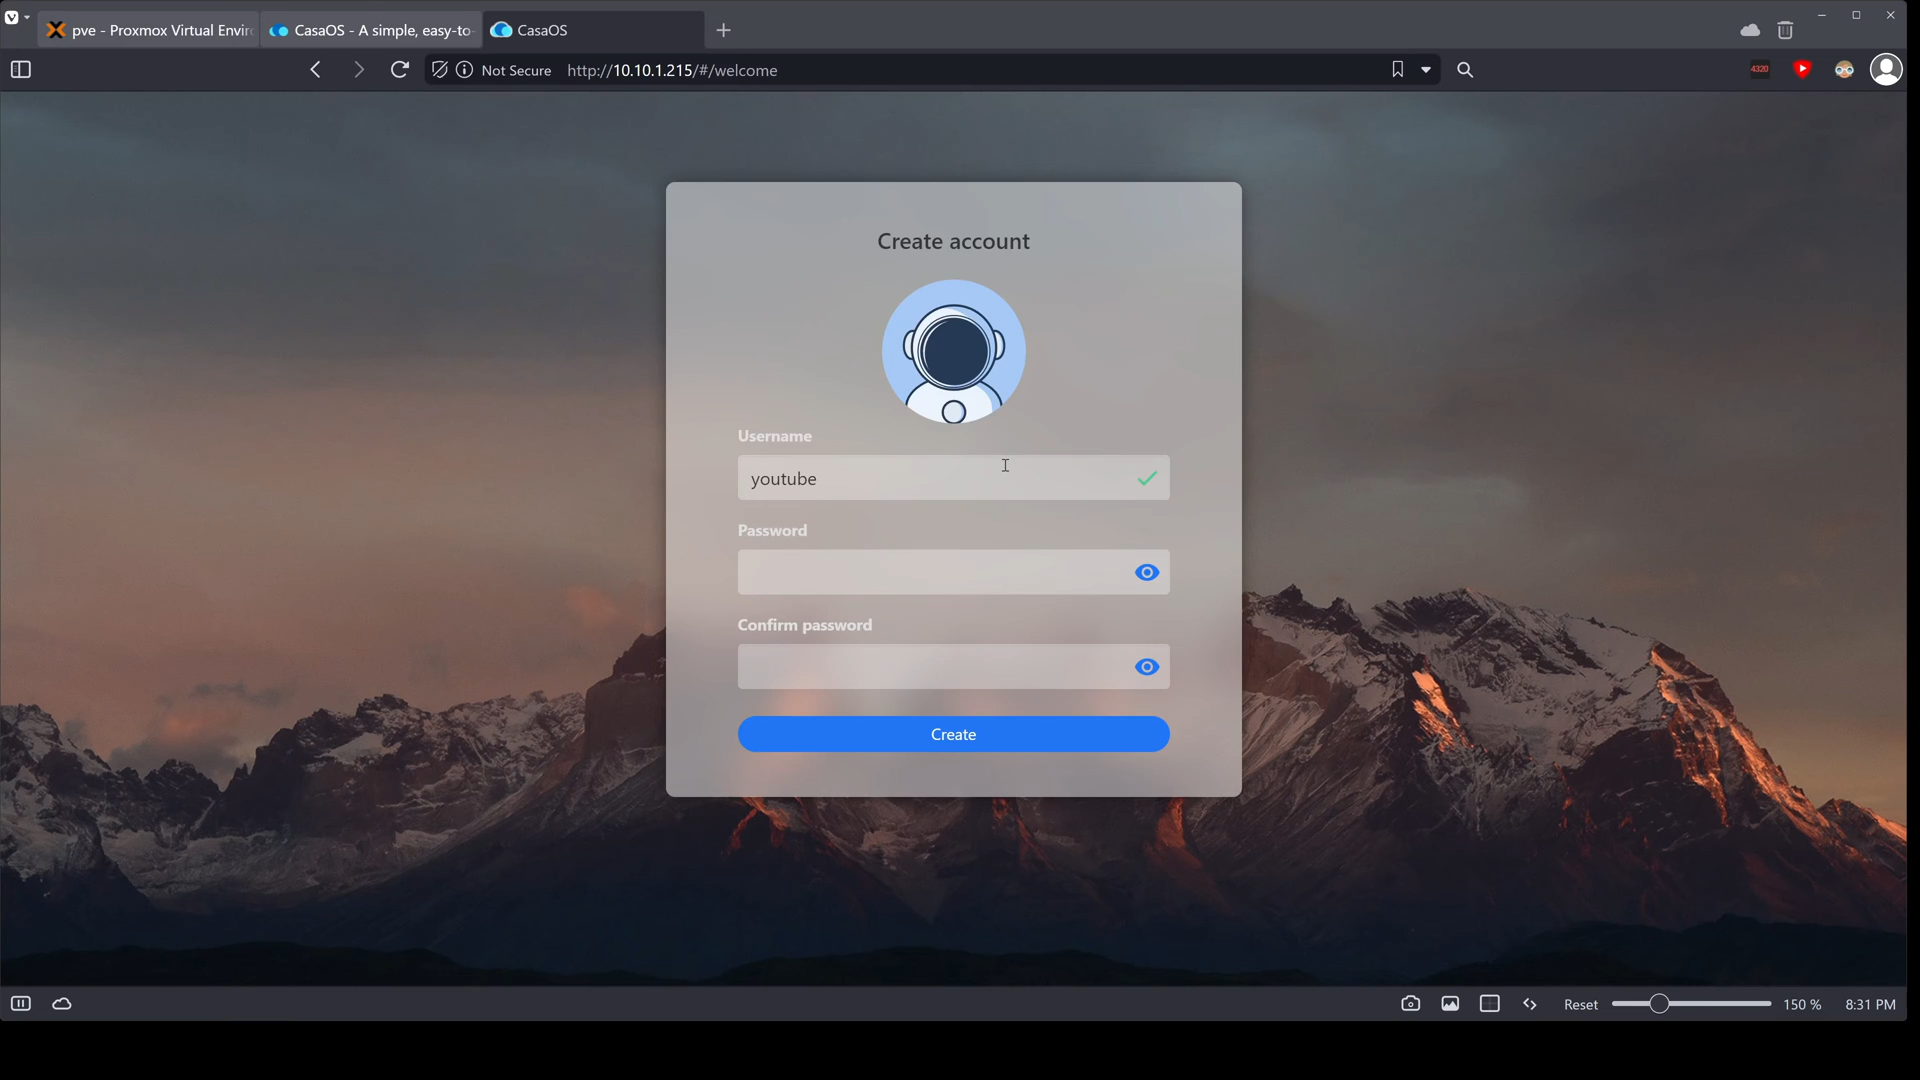 pve - Proxmox Virtual Envir
CasaOS - A simple, easy-to-
CasaOS
Not Secure http://10.10.1.215/#/welcome
4320
Create account
Username
youtube
Password
Confirm password
Create
Reset 150 % 8:31 PM